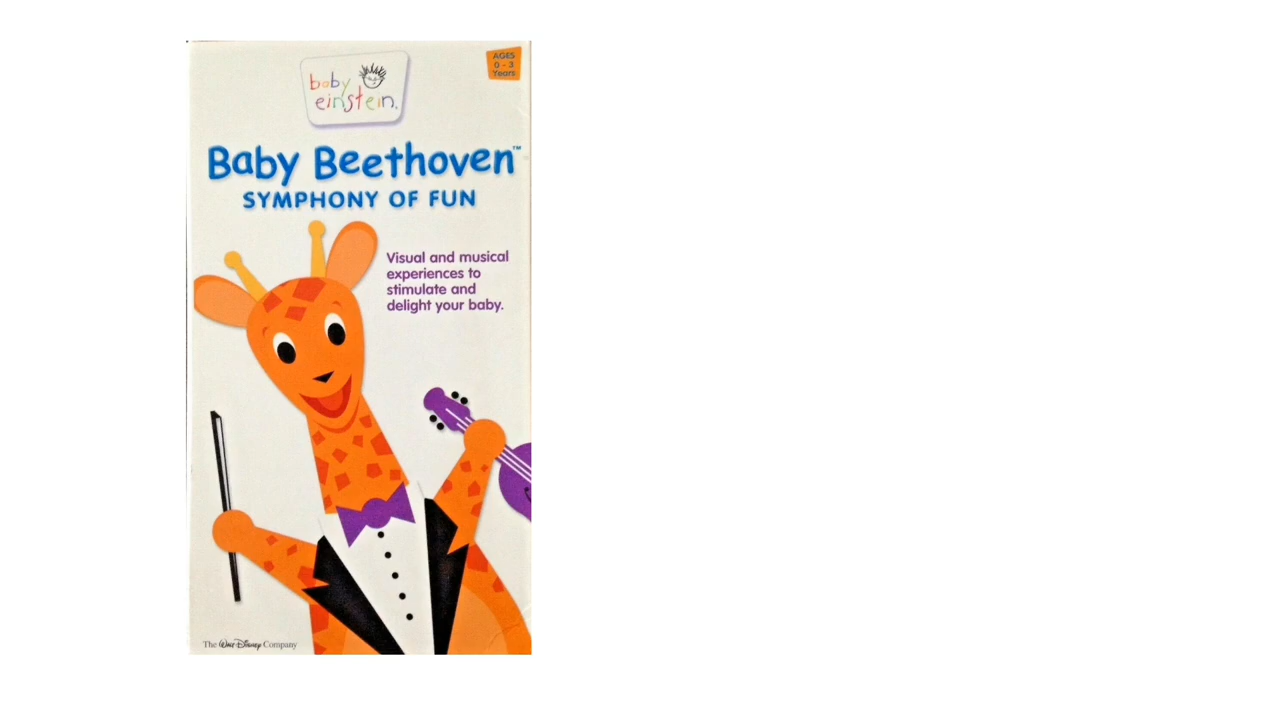 baby
einstein.
AGES
0 - 3
Years
Baby Beethoven™
SYMPHONY OF FUN
Visual and musical
experiences to
stimulate and
delight your baby.
The Walt Disney Company